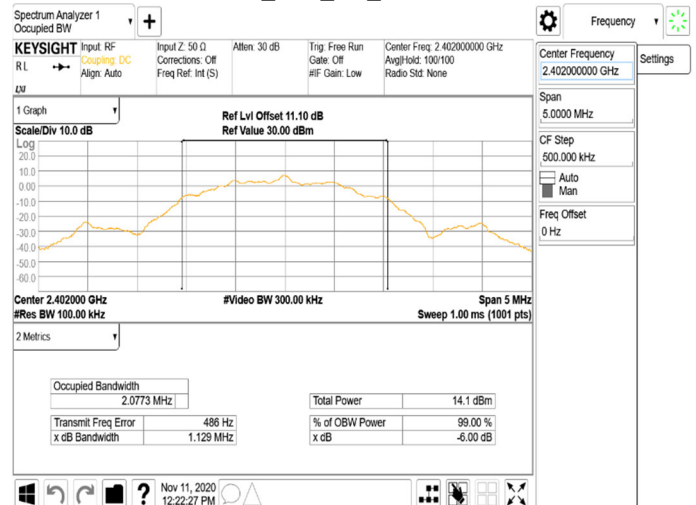 Spectrum Analyzer 1
Occupied BW
+
Frequency
KEYSIGHT
RL
LXI
Input: RF
Coupling: DC
Align: Auto
Input Z: 50 Ω
Corrections: Off
Freq Ref: Int (S)
Atten: 30 dB
Trig: Free Run
Gate: Off
#IF Gain: Low
Center Freq: 2.402000000 GHz
Avg|Hold: 100/100
Radio Std: None
Center Frequency
2.402000000 GHz
Settings
Span
5.0000 MHz
CF Step
500.000 kHz
Auto
Man
Freq Offset
0 Hz
1 Graph
Scale/Div 10.0 dB
Ref Lvl Offset 11.10 dB
Ref Value 30.00 dBm
Log
20.0
10.0
0.00
-10.0
-20.0
-30.0
-40.0
-50.0
-60.0
Center 2.402000 GHz
#Video BW 300.00 kHz
Span 5 MHz
#Res BW 100.00 kHz
Sweep 1.00 ms (1001 pts)
2 Metrics
Occupied Bandwidth
2.0773 MHz
Total Power 14.1 dBm
Transmit Freq Error 486 Hz
% of OBW Power 99.00 %
x dB Bandwidth 1.129 MHz
x dB -6.00 dB
?
Nov 11, 2020
12:22:27 PM